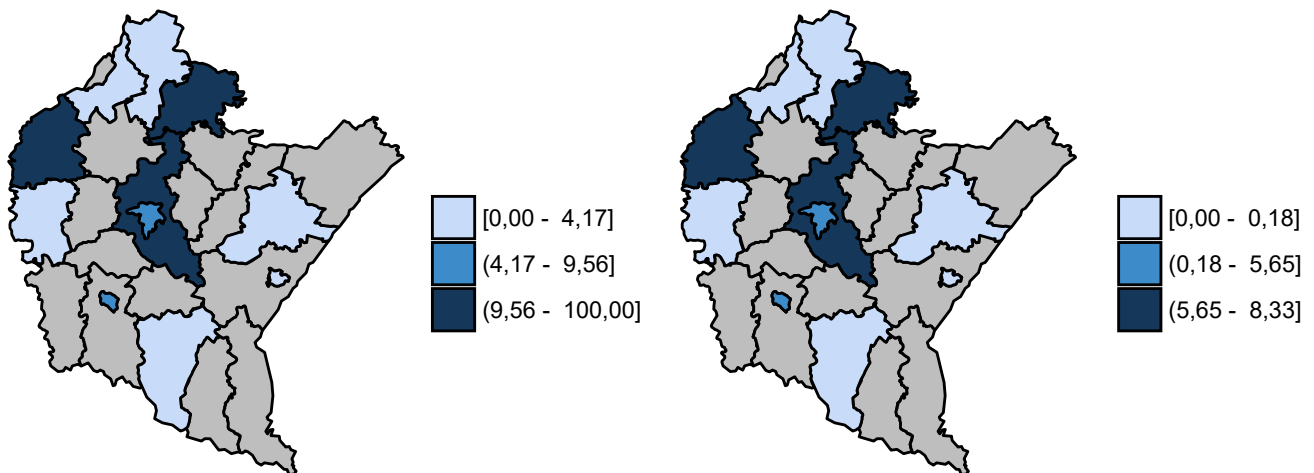 [0,00 -  4,17]
(4,17 -  9,56]
(9,56 -  100,00]
[0,00 -  0,18]
(0,18 -  5,65]
(5,65 -  8,33]